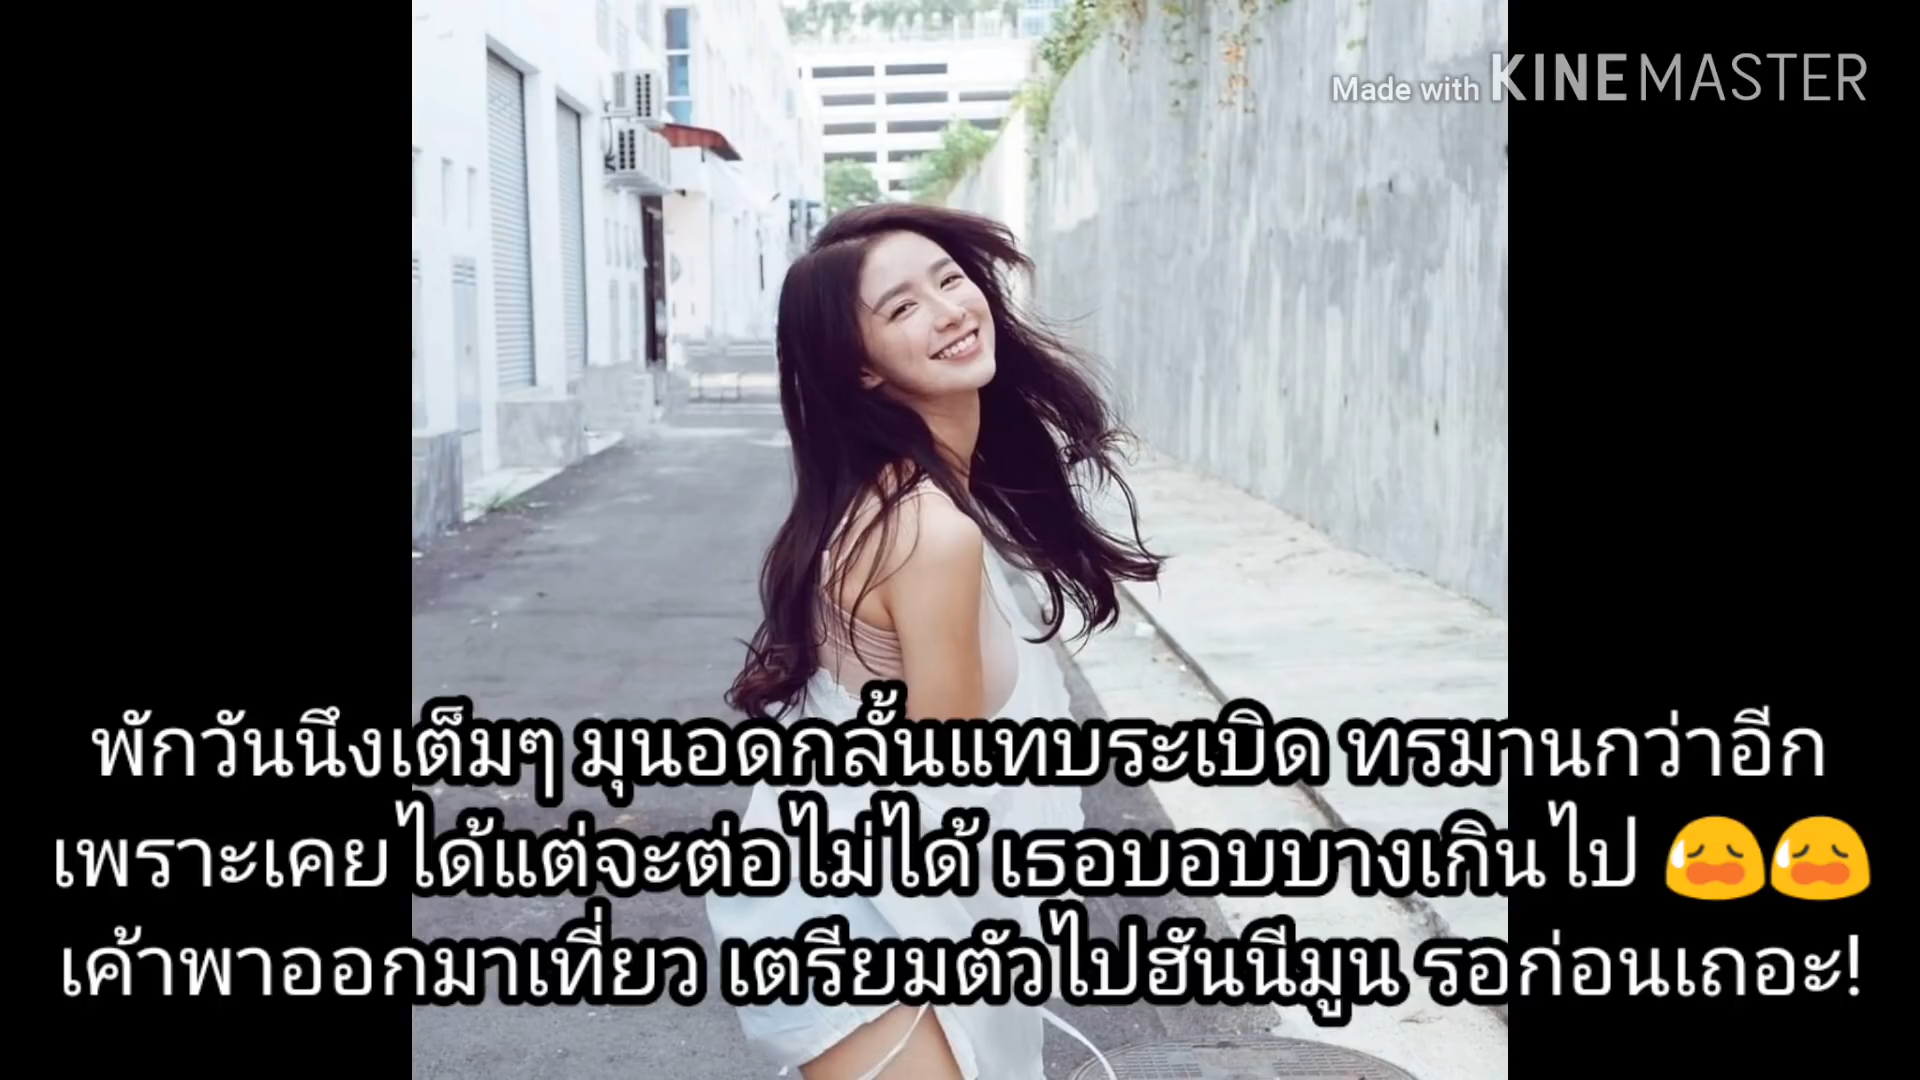 Made with KINEMASTER
พักวันนึงเต็มๆ มุนอดกลั้นแทบระเบิด ทรมานกว่าอีก
เพราะเคยได้แต่จะต่อไม่ได้ เธอบอบบางเกินไป 😥😥
เค้าพาออกมาเที่ยว เตรียมตัวไปฮันนีมูน รอก่อนเถอะ!